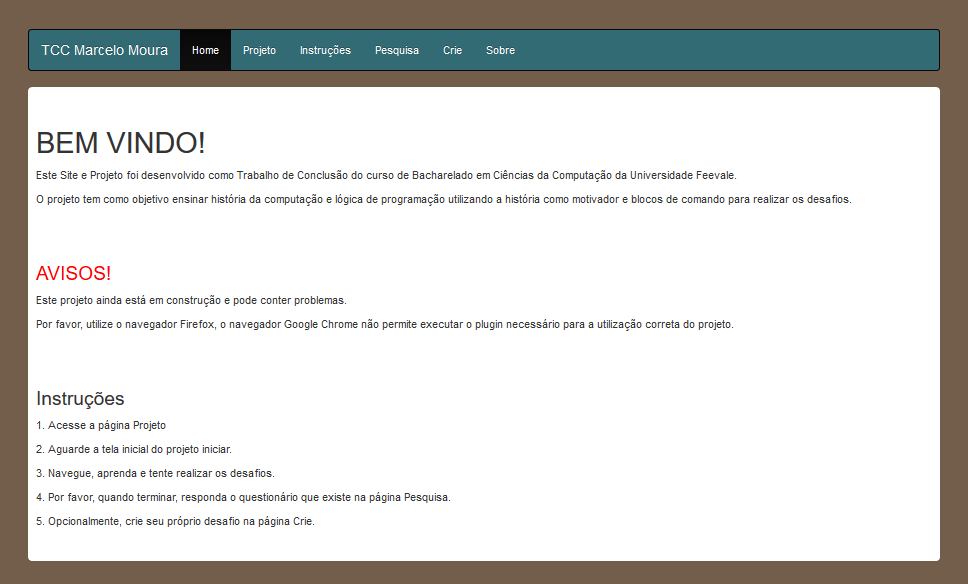 TCC Marcelo Moura Home Projeto Instruções Pesquisa Crie Sobre
BEM VINDO!
Este Site e Projeto foi desenvolvido como Trabalho de Conclusão do curso de Bacharelado em Ciências da Computação da Universidade Feevale.
O projeto tem como objetivo ensinar história da computação e lógica de programação utilizando a história como motivador e blocos de comando para realizar os desafios.
AVISOS!
Este projeto ainda está em construção e pode conter problemas.
Por favor, utilize o navegador Firefox, o navegador Google Chrome não permite executar o plugin necessário para a utilização correta do projeto.
Instruções
1. Acesse a página Projeto
2. Aguarde a tela inicial do projeto iniciar.
3. Navegue, aprenda e tente realizar os desafios.
4. Por favor, quando terminar, responda o questionário que existe na página Pesquisa.
5. Opcionalmente, crie seu próprio desafio na página Crie.